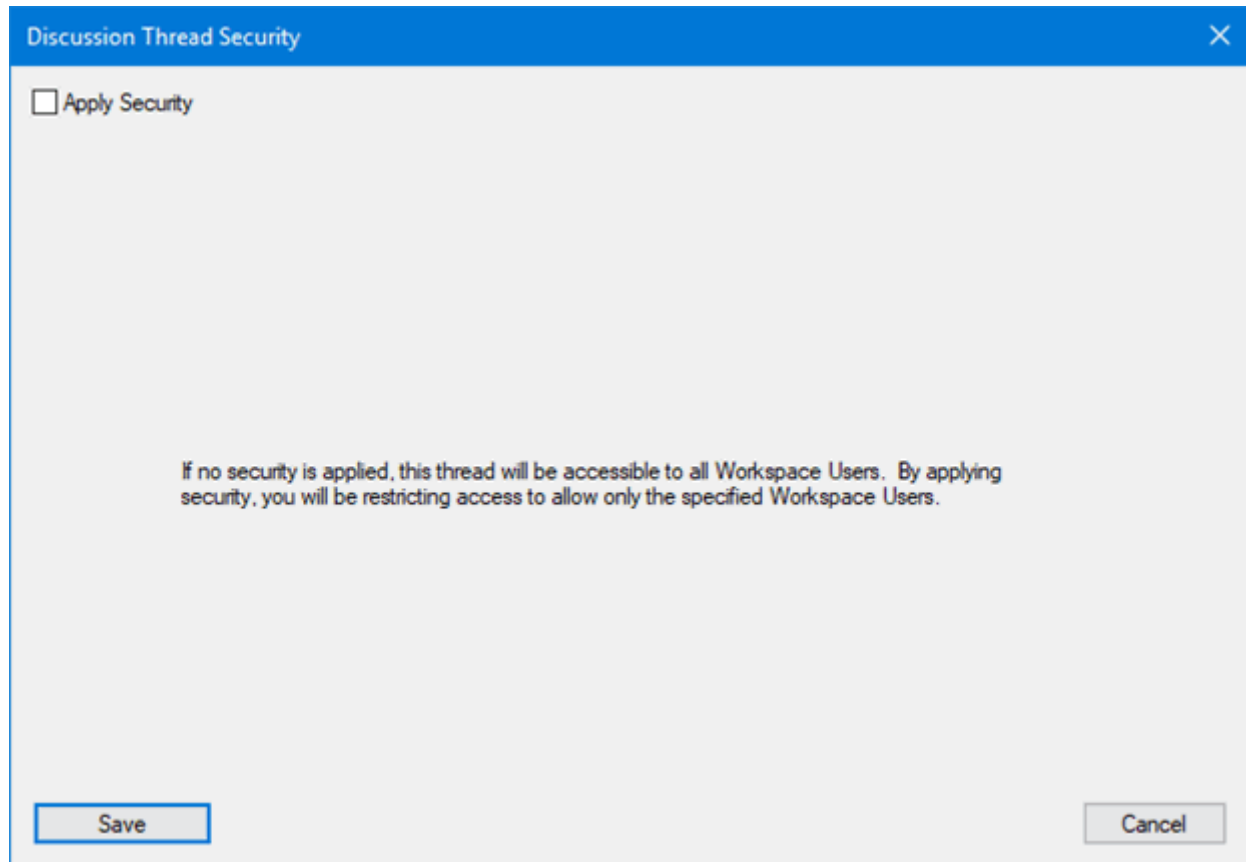 Discussion Thread Security
Apply Security
If no security is applied, this thread will be accessible to all Workspace Users.  By applying
security, you will be restricting access to allow only the specified Workspace Users.
Save
Cancel